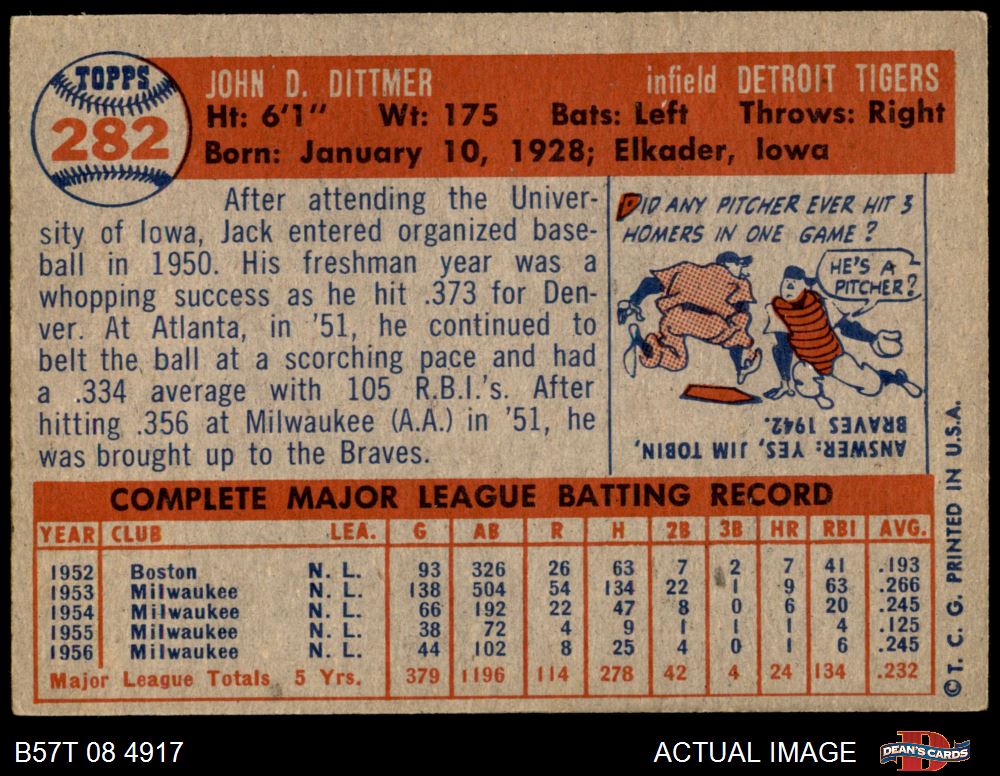 TOPPS
282
JOHN D. DITTMER infield DETROIT TIGERS
Ht: 6'1" Wt: 175 Bats: Left Throws: Right
Born: January 10, 1928; Elkader, Iowa
After attending the Univer-
sity of Iowa, Jack entered organized base-
ball in 1950. His freshman year was a
whopping success as he hit .373 for Den-
ver. At Atlanta, in '51, he continued to
belt the ball at a scorching pace and had
a .334 average with 105 R.B.I.'s. After
hitting .356 at Milwaukee (A.A.) in '51, he
was brought up to the Braves.
DID ANY PITCHER EVER HIT 3
HOMERS IN ONE GAME?
HE'S A
PITCHER?
ANSWER: YES, JIM TOBIN,
BRAVES 1942.
COMPLETE MAJOR LEAGUE BATTING RECORD
YEAR CLUB LEA. G AB R H 2B 3B HR RBI AVG.
1952 Boston N. L. 93 326 26 63 7 2 7 41 .193
1953 Milwaukee N. L. 138 504 54 134 22 1 9 63 .266
1954 Milwaukee N. L. 66 192 22 47 8 0 6 20 .245
1955 Milwaukee N. L. 38 72 4 9 1 1 1 4 .125
1956 Milwaukee N. L. 44 102 8 25 4 0 1 6 .245
Major League Totals 5 Yrs. 379 1196 114 278 42 4 24 134 .232
© T. C. G. PRINTED IN U.S.A.
B57T 08 4917 ACTUAL IMAGE
DEAN'S CARDS